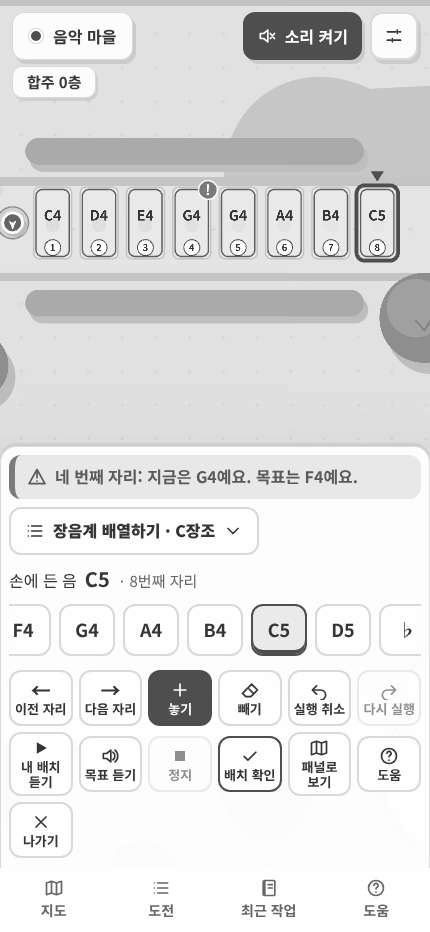 음악 마을
소리 켜기
합주 0층
C4 D4 E4 G4 G4 A4 B4 C5
!
1 2 3 4 5 6 7 8
네 번째 자리: 지금은 G4예요. 목표는 F4예요.
장음계 배열하기 · C장조
손에 든 음 C5 · 8번째 자리
F4 G4 A4 B4 C5 D5 ♭
이전 자리 다음 자리 놓기 빼기 실행 취소 다시 실행
내 배치
듣기
목표 듣기 정지 배치 확인
패널로
보기
도움
나가기
지도 도전 최근 작업 도움